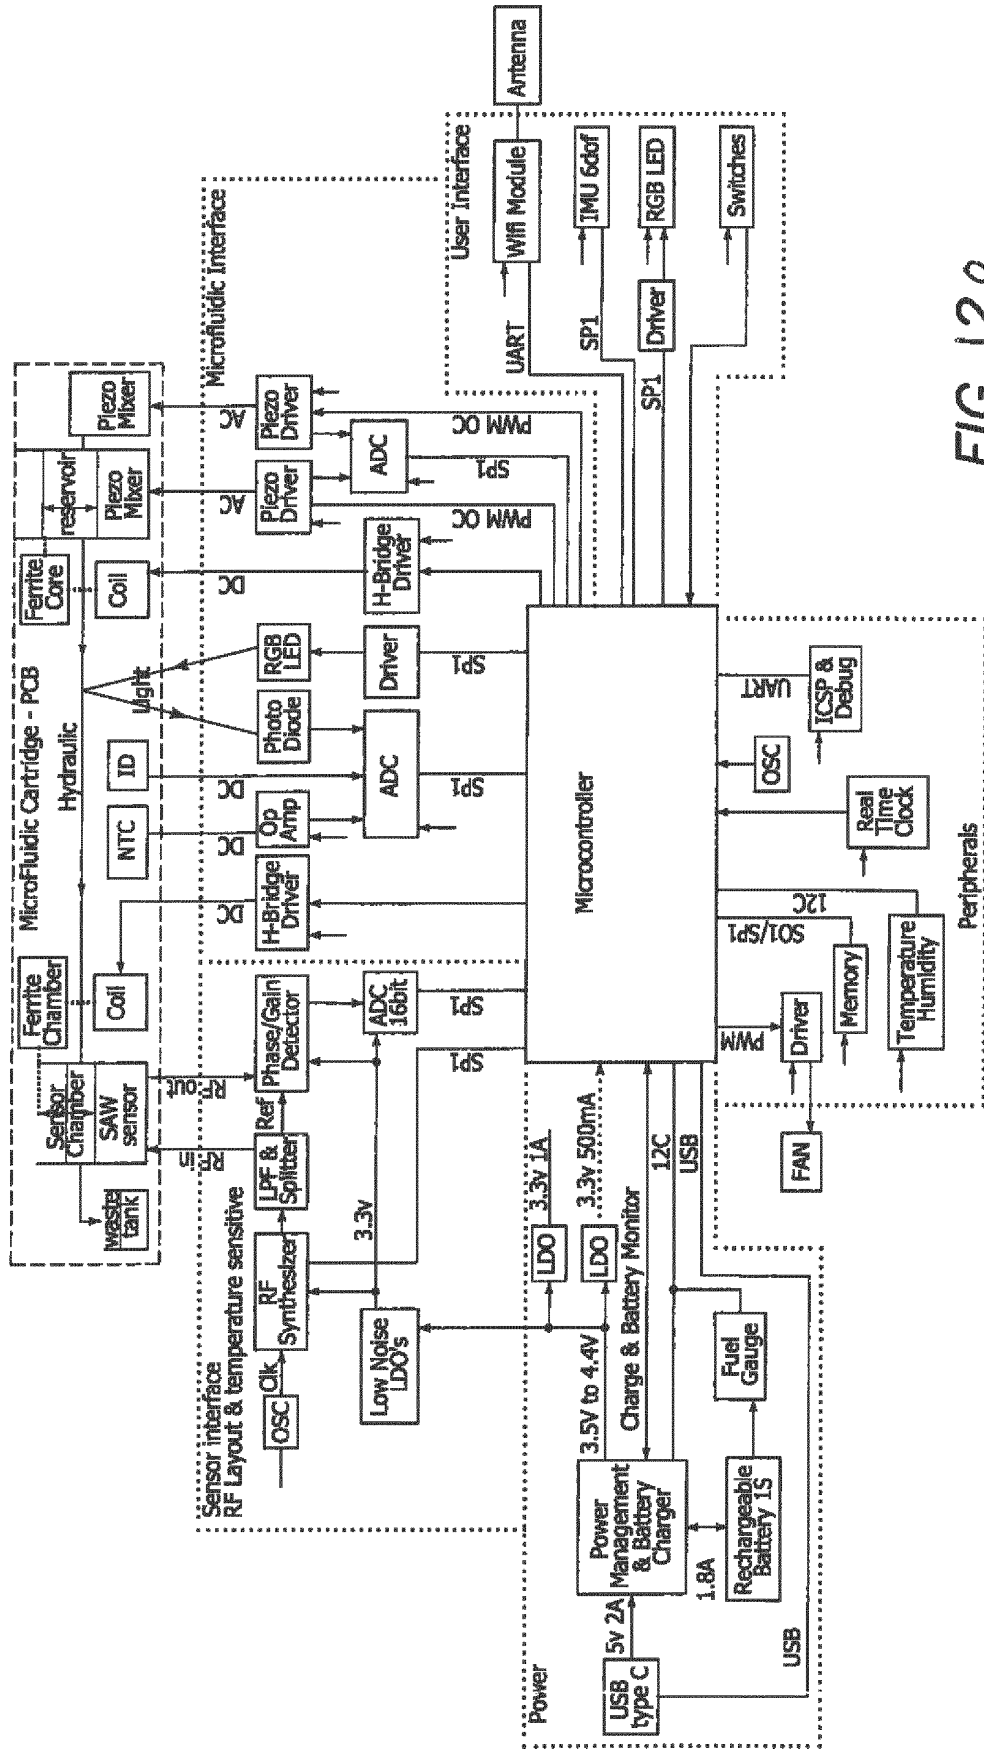 MicroFluidic Cartridge - PCB
Hydraulic
waste
tank
Sensor
Chamber
SAW
sensor
Ferrite
Chamber
Coil
NTC
ID
Light
Ferrite
Core
Coil
reservoir
Piezo
Mixer
Piezo
Mixer
RF
in
RF
out
DC
DC
DC
DC
AC
AC
Sensor interface
RF Layout & temperature sensitive
OSC
Clk
RF
Synthesizer
LPF &
Splitter
Ref
Phase/Gain
Detector
Low Noise
LDO's
3.3v
ADC
16bit
SP1
SP1
Microfluidic Interface
H-Bridge
Driver
Op
Amp
Photo
Diode
RGB
LED
ADC
SP1
Driver
SP1
H-Bridge
Driver
Piezo
Driver
Piezo
Driver
ADC
PWM OC
SP1
PWM OC
User Interface
UART
Wifi Module
Antenna
SP1
IMU 6dof
SP1
Driver
RGB LED
Switches
Microcontroller
Power
USB
type C
5v 2A
Power
Management
& Battery
Charger
1.8A
Rechargeable
Battery 1S
Fuel
Gauge
3.5V to 4.4V
LDO
3.3v 1A
LDO
3.3v 500mA
Charge & Battery Monitor
12C
USB
USB
Peripherals
PWM
Driver
FAN
SO1/SP1
Memory
12C
Temperature
Humidity
Real
Time
Clock
OSC
UART
ICSP &
Debug
FIG. 12